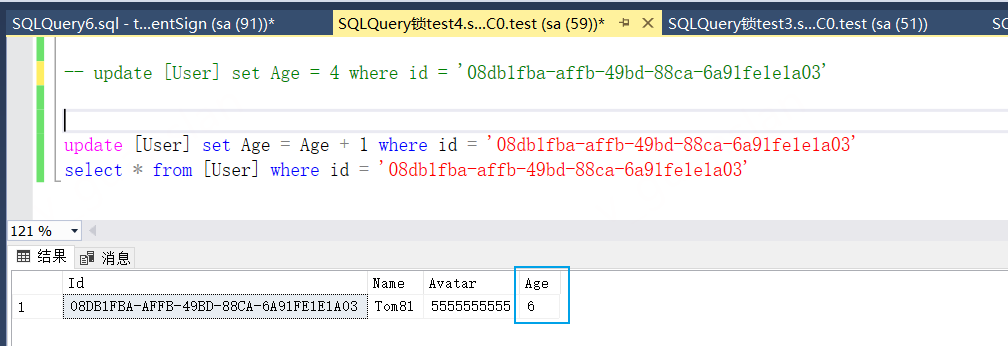 SQLQuery6.sql - t...entSign (sa (91))* SQLQuery锁test4.s...C0.test (sa (59))* SQLQuery锁test3.s...C0.test (sa (51)) SQ
-- update [User] set Age = 4 where id = '08db1fba-affb-49bd-88ca-6a91fe1e1a03'
update [User] set Age = Age + 1 where id = '08db1fba-affb-49bd-88ca-6a91fe1e1a03'
select * from [User] where id = '08db1fba-affb-49bd-88ca-6a91fe1e1a03'
121 %
结果 消息
Id Name Avatar Age
1 08DB1FBA-AFFB-49BD-88CA-6A91FE1E1A03 Tom81 5555555555 6